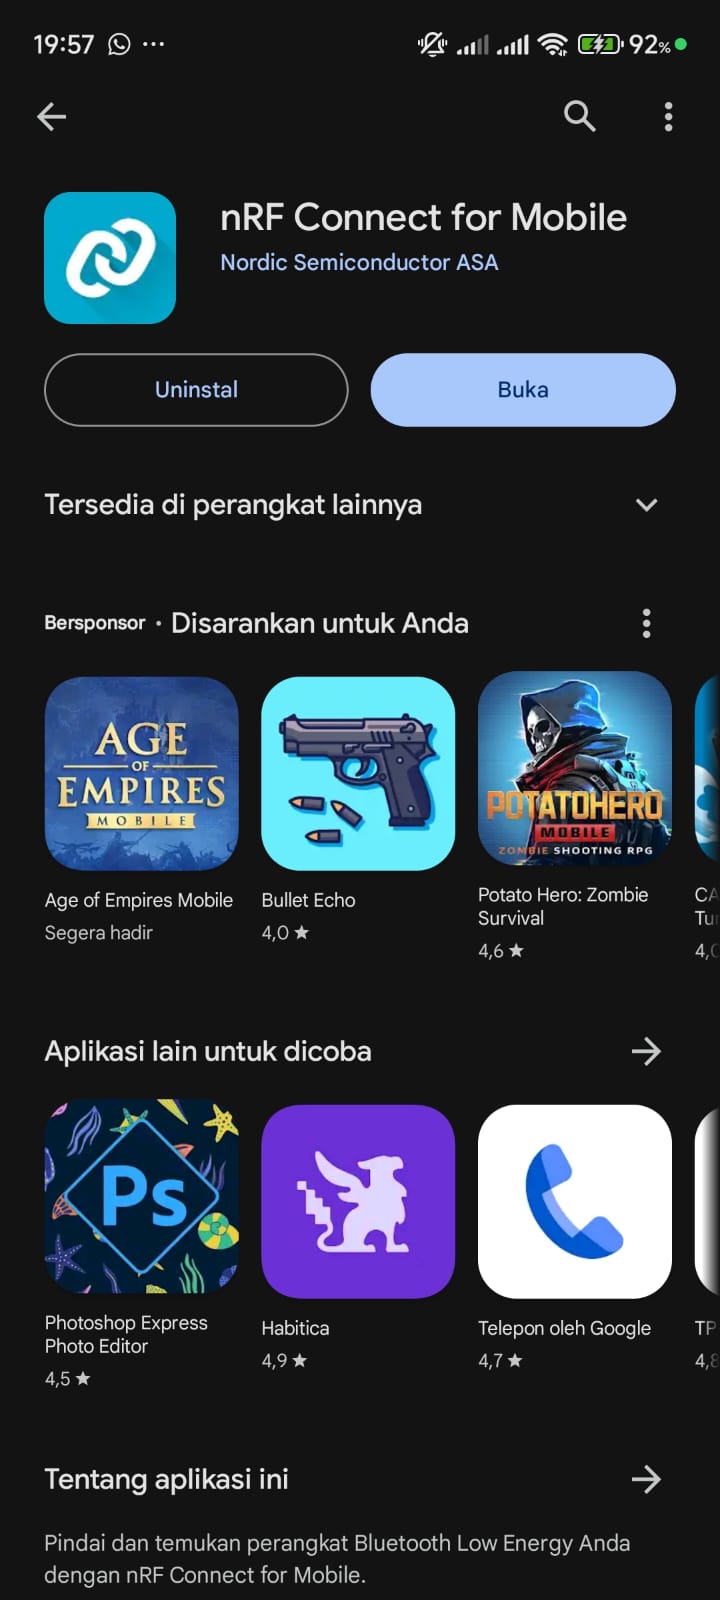 19:57
92%
nRF Connect for Mobile
Nordic Semiconductor ASA
Uninstal
Buka
Tersedia di perangkat lainnya
Bersponsor • Disarankan untuk Anda
AGE
OF
EMPIRES
MOBILE
POTATOHERO
MOBILE
ZOMBIE SHOOTING RPG
Age of Empires Mobile
Segera hadir
Bullet Echo
4,0 ★
Potato Hero: Zombie
Survival
4,6 ★
CA
Tu
4,0
Aplikasi lain untuk dicoba
Ps
Photoshop Express
Photo Editor
4,5 ★
Habitica
4,9 ★
Telepon oleh Google
4,7 ★
TP
4,8
Tentang aplikasi ini
Pindai dan temukan perangkat Bluetooth Low Energy Anda
dengan nRF Connect for Mobile.